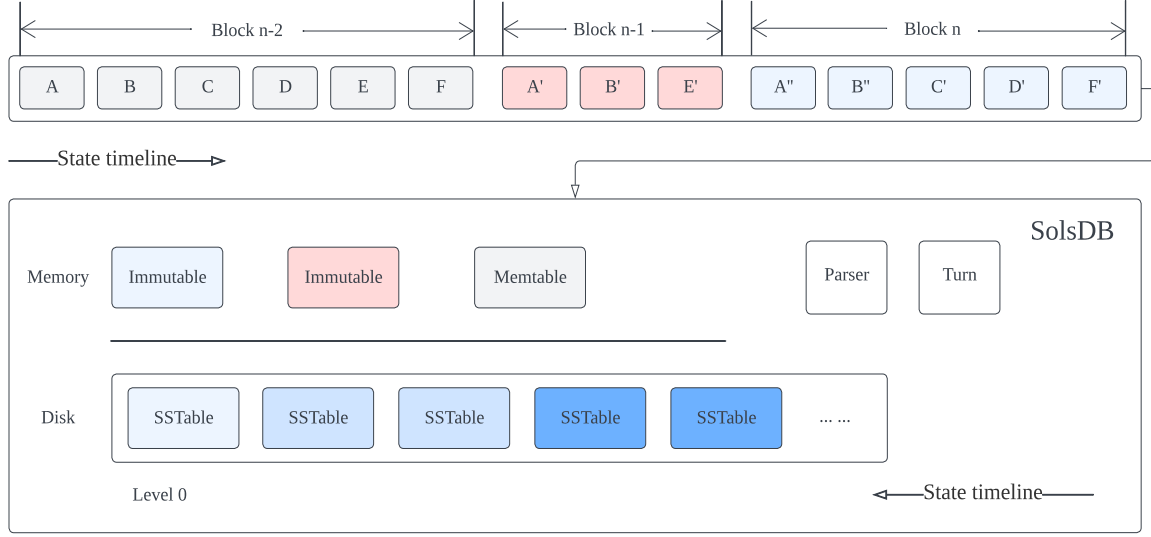 Block n-2
Block n-1
Block n
A B C D E F A' B' E' A'' B'' C' D' F'
State timeline
SolsDB
Memory Immutable Immutable Memtable Parser Turn
Disk SSTable SSTable SSTable SSTable SSTable ... ...
Level 0
State timeline